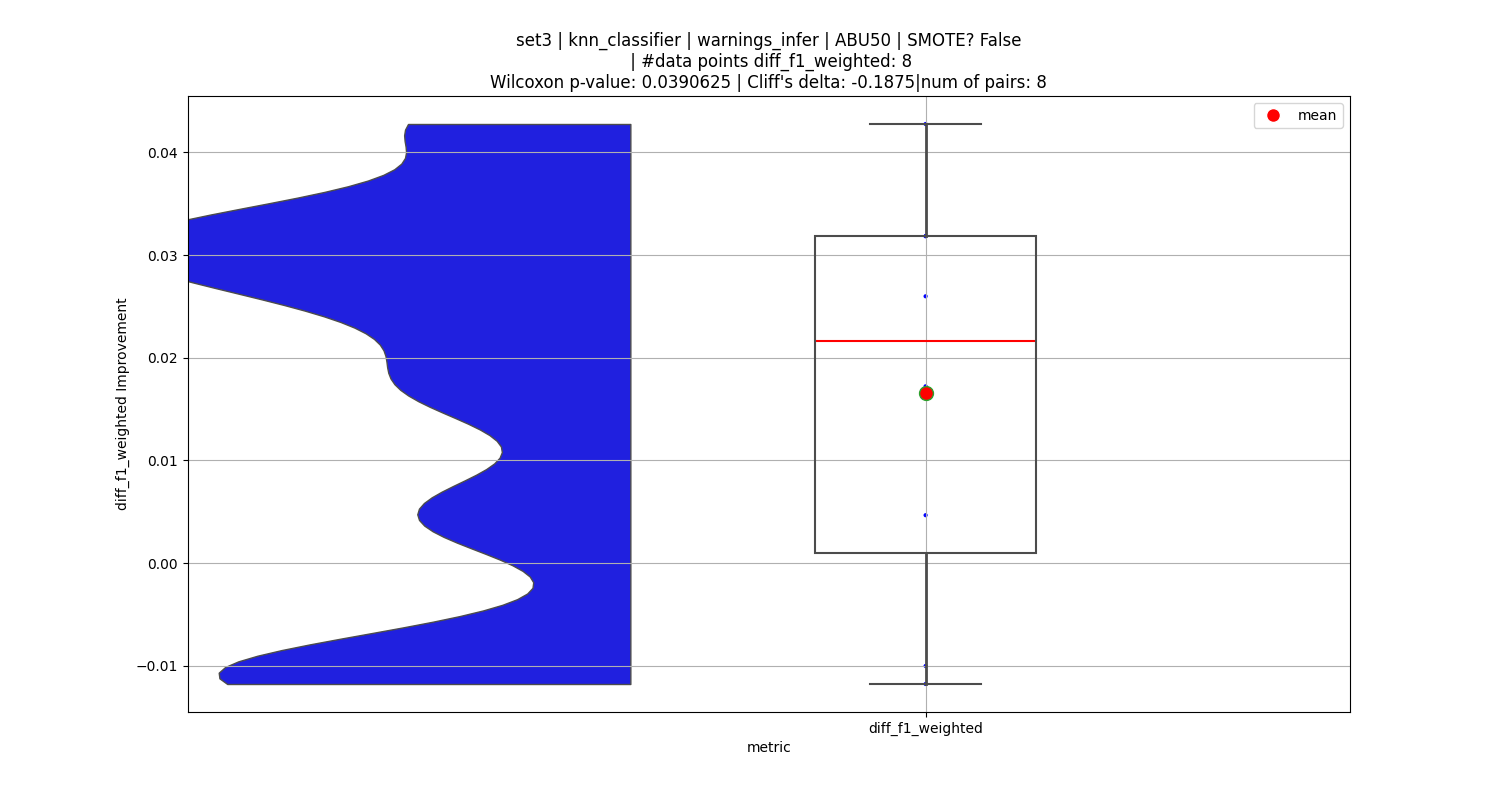 set3 | knn_classifier | warnings_infer | ABU50 | SMOTE? False
| #data points diff_f1_weighted: 8
Wilcoxon p-value: 0.0390625 | Cliff's delta: -0.1875|num of pairs: 8
mean
0.04
0.03
0.02
0.01
0.00
−0.01
diff_f1_weighted Improvement
diff_f1_weighted
metric